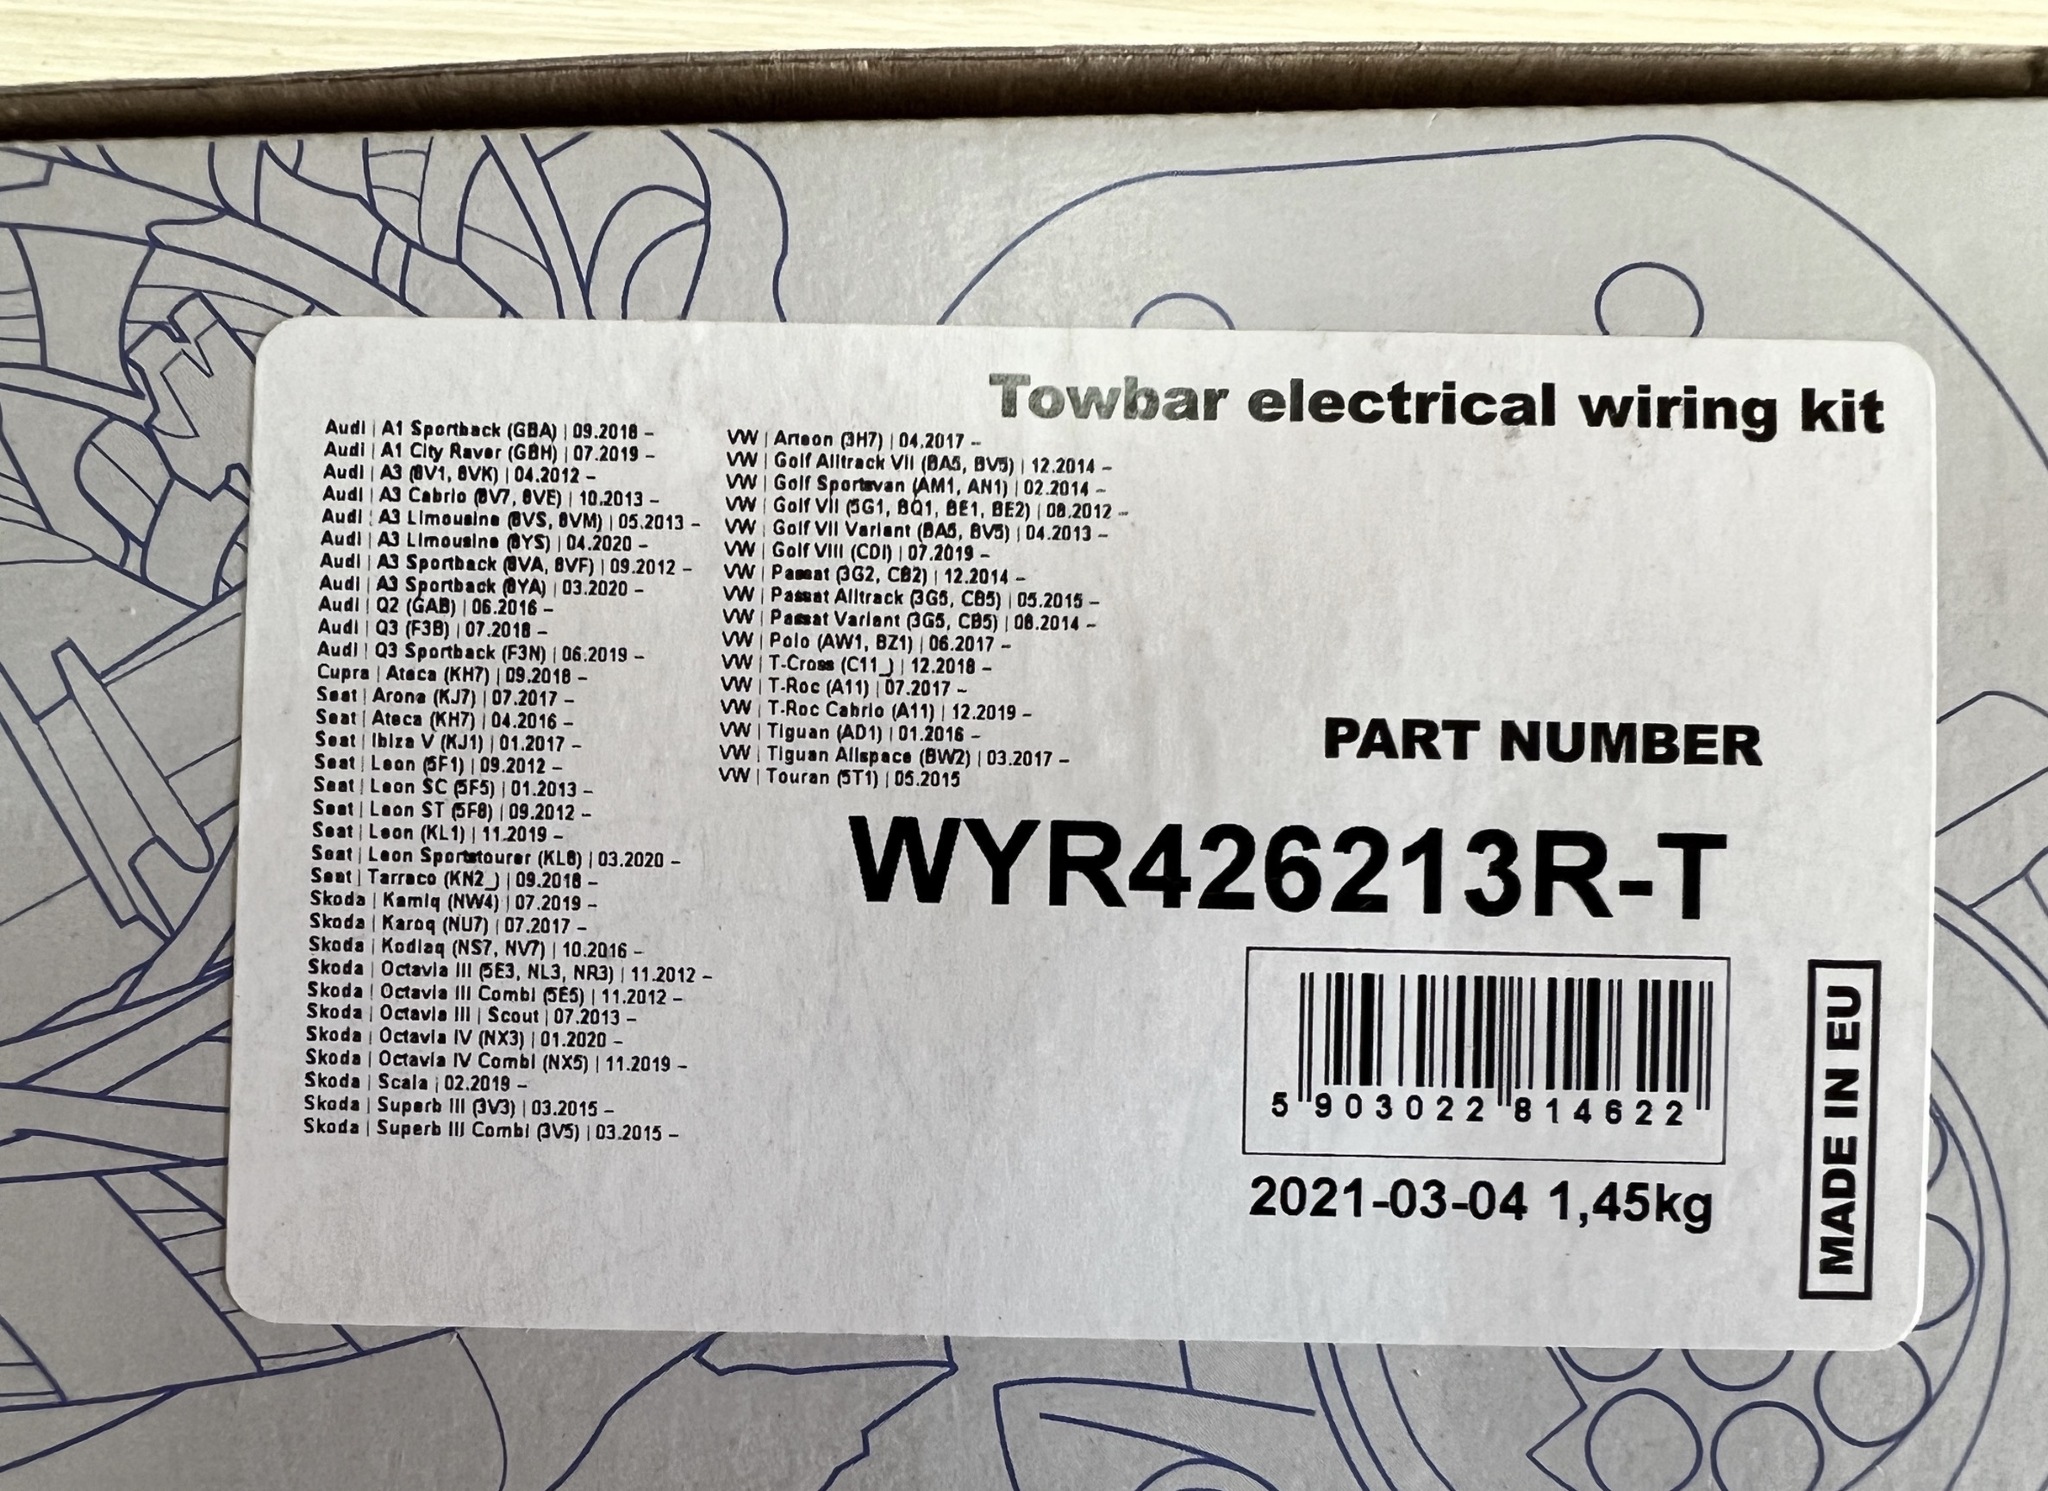 Towbar electrical wiring kit
Audi | A1 Sportback (GBA) | 09.2018 –
Audi | A1 City Raver (GBH) | 07.2019 –
Audi | A3 (8V1, 8VK) | 04.2012 –
Audi | A3 Cabrio (8V7, 8VE) | 10.2013 –
Audi | A3 Limousine (8VS, 8VM) | 05.2013 –
Audi | A3 Limousine (8YS) | 04.2020 –
Audi | A3 Sportback (8VA, 8VF) | 09.2012 –
Audi | A3 Sportback (8YA) | 03.2020 –
Audi | Q2 (GAB) | 06.2016 –
Audi | Q3 (F3B) | 07.2018 –
Audi | Q3 Sportback (F3N) | 06.2019 –
Cupra | Ateca (KH7) | 09.2018 –
Seat | Arona (KJ7) | 07.2017 –
Seat | Ateca (KH7) | 04.2016 –
Seat | Ibiza V (KJ1) | 01.2017 –
Seat | Leon (5F1) | 09.2012 –
Seat | Leon SC (5F5) | 01.2013 –
Seat | Leon ST (5F8) | 09.2012 –
Seat | Leon (KL1) | 11.2019 –
Seat | Leon Sportstourer (KL8) | 03.2020 –
Seat | Tarraco (KN2_) | 09.2018 –
Skoda | Kamiq (NW4) | 07.2019 –
Skoda | Karoq (NU7) | 07.2017 –
Skoda | Kodiaq (NS7, NV7) | 10.2016 –
Skoda | Octavia III (5E3, NL3, NR3) | 11.2012 –
Skoda | Octavia III Combi (5E5) | 11.2012 –
Skoda | Octavia III | Scout | 07.2013 –
Skoda | Octavia IV (NX3) | 01.2020 –
Skoda | Octavia IV Combi (NX5) | 11.2019 –
Skoda | Scala | 02.2019 –
Skoda | Superb III (3V3) | 03.2015 –
Skoda | Superb III Combi (3V5) | 03.2015 –
VW | Arteon (3H7) | 04.2017 –
VW | Golf Alltrack VII (BA5, BV5) | 12.2014 –
VW | Golf Sportsvan (AM1, AN1) | 02.2014 –
VW | Golf VII (5G1, BQ1, BE1, BE2) | 08.2012 –
VW | Golf VII Variant (BA5, BV5) | 04.2013 –
VW | Golf VIII (CD1) | 07.2019 –
VW | Passat (3G2, CB2) | 12.2014 –
VW | Passat Alltrack (3G5, CB5) | 05.2015 –
VW | Passat Variant (3G5, CB5) | 08.2014 –
VW | Polo (AW1, BZ1) | 06.2017 –
VW | T-Cross (C11_) | 12.2018 –
VW | T-Roc (A11) | 07.2017 –
VW | T-Roc Cabrio (A11) | 12.2019 –
VW | Tiguan (AD1) | 01.2016 –
VW | Tiguan Allspace (BW2) | 03.2017 –
VW | Touran (5T1) | 05.2015
PART NUMBER
WYR426213R-T
5 903022 814622
2021-03-04 1,45kg
MADE IN EU